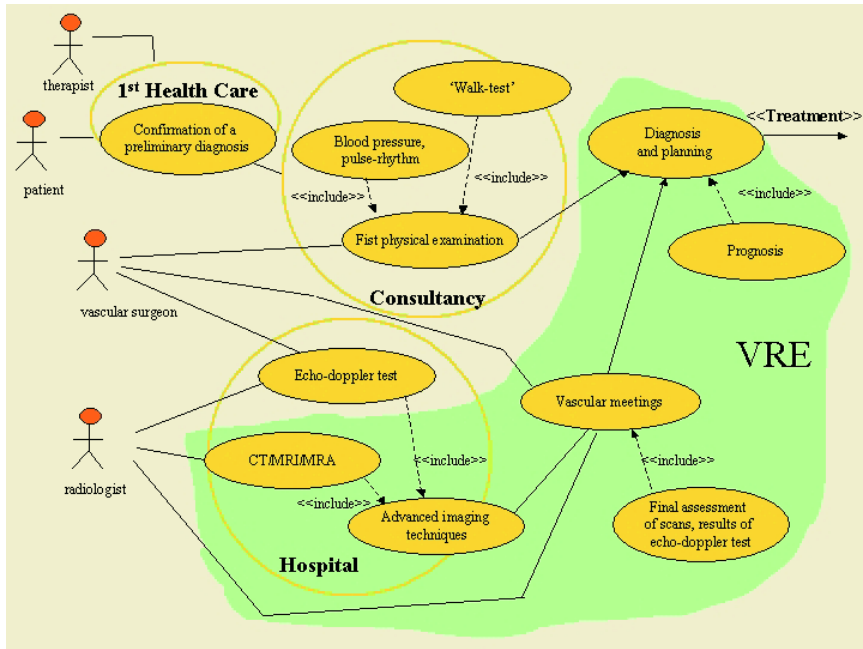 therapist
1st Health Care
Confirmation of a
preliminary diagnosis
patient
'Walk-test'
Blood pressure,
pulse-rhythm
<<include>>
<<include>>
Fist physical examination
Consultancy
Diagnosis
and planning
<<Treatment>>
<<include>>
Prognosis
vascular surgeon
VRE
Echo-doppler test
Vascular meetings
radiologist
CT/MRI/MRA
<<include>>
<<include>>
<<include>>
Advanced imaging
techniques
Final assessment
of scans, results of
echo-doppler test
Hospital